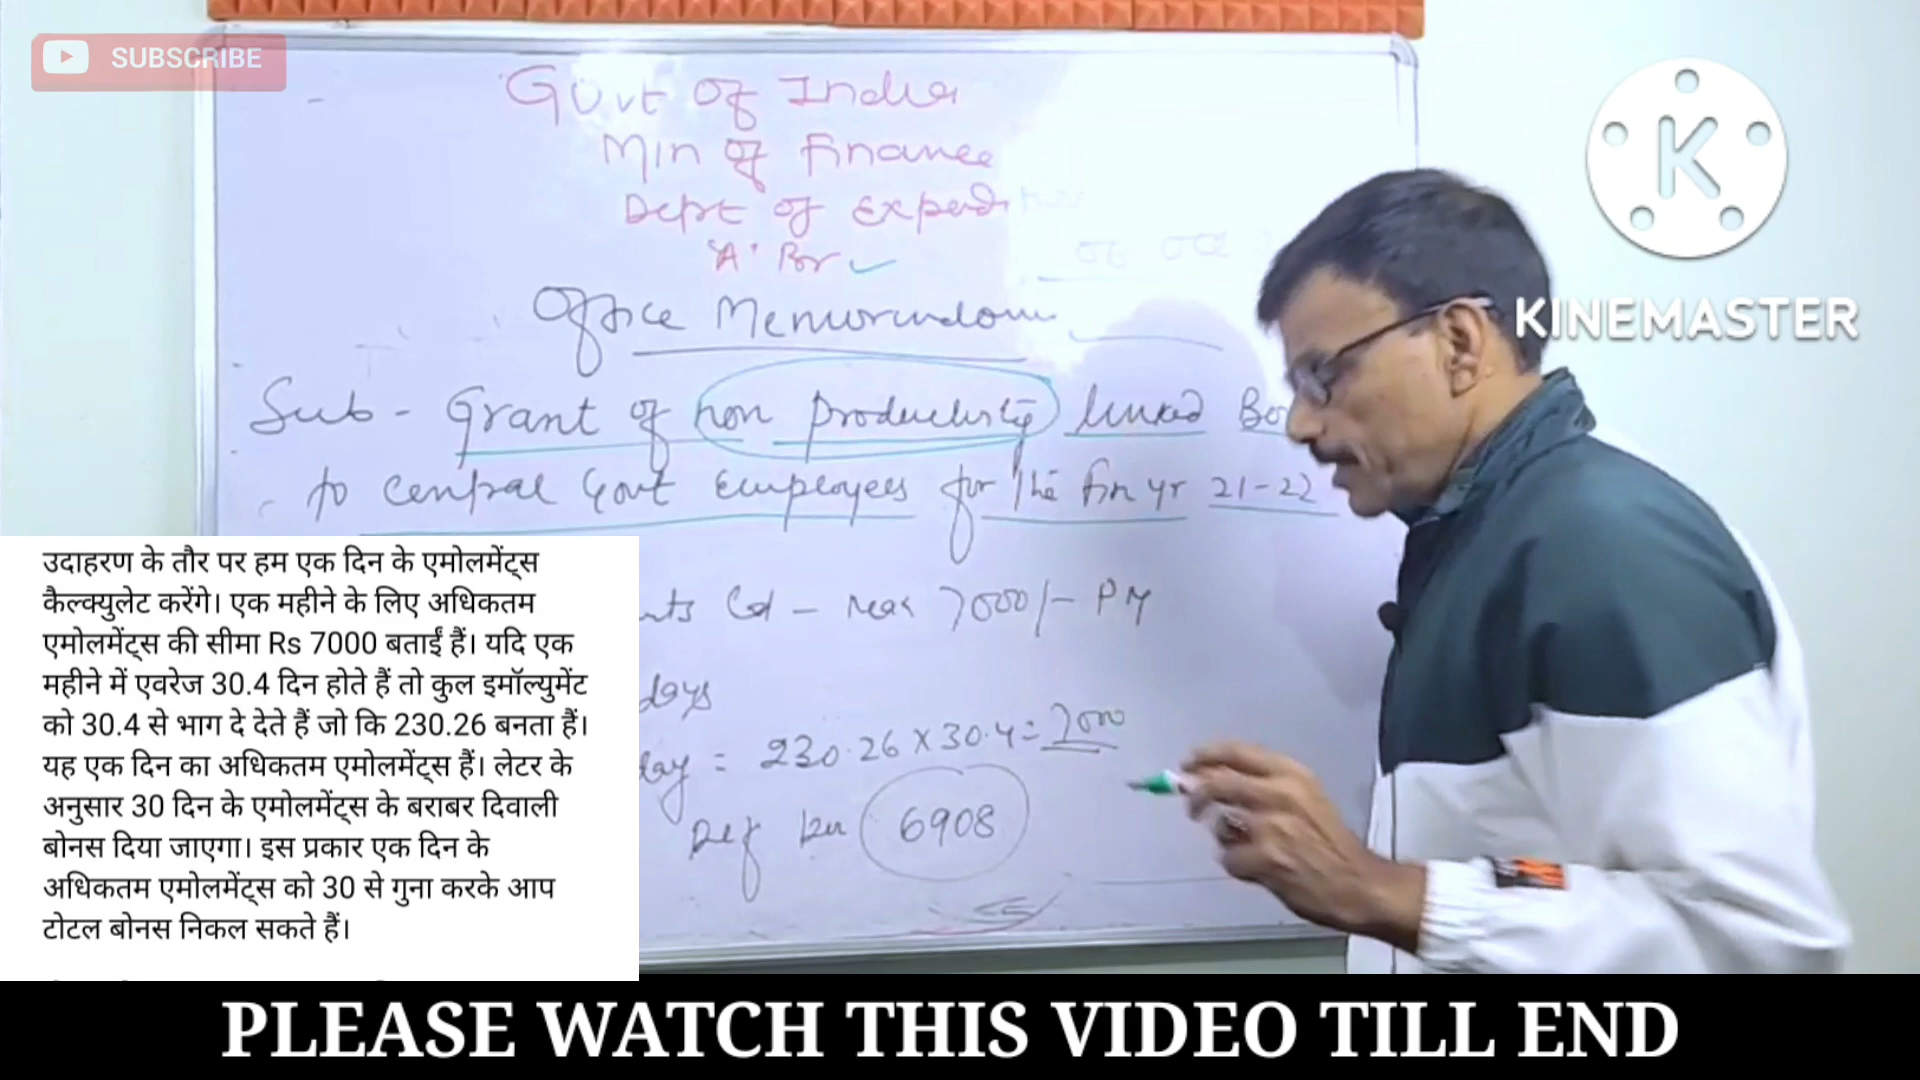 SUBSCRIBE
Govt of India
Min of Finance
Dept of Expenditure
'A' Br
Office Memorandum
Sub - Grant of non Productivity linked Bo
to central Govt Employees for the fin yr 21-22
nts Cal - max 7000/- PM
days
day = 230.26 x 30.4 = 7000
Def 6908
उदाहरण के तौर पर हम एक दिन के एमोलमेंट्स
कैल्क्युलेट करेंगे। एक महीने के लिए अधिकतम
एमोलमेंट्स की सीमा Rs 7000 बताई हैं। यदि एक
महीने में एवरेज 30.4 दिन होते हैं तो कुल इमॉल्युमेंट
को 30.4 से भाग दे देते हैं जो कि 230.26 बनता हैं।
यह एक दिन का अधिकतम एमोलमेंट्स हैं। लेटर के
अनुसार 30 दिन के एमोलमेंट्स के बराबर दिवाली
बोनस दिया जाएगा। इस प्रकार एक दिन के
अधिकतम एमोलमेंट्स को 30 से गुना करके आप
टोटल बोनस निकल सकते हैं।
K
KINEMASTER
PLEASE WATCH THIS VIDEO TILL END